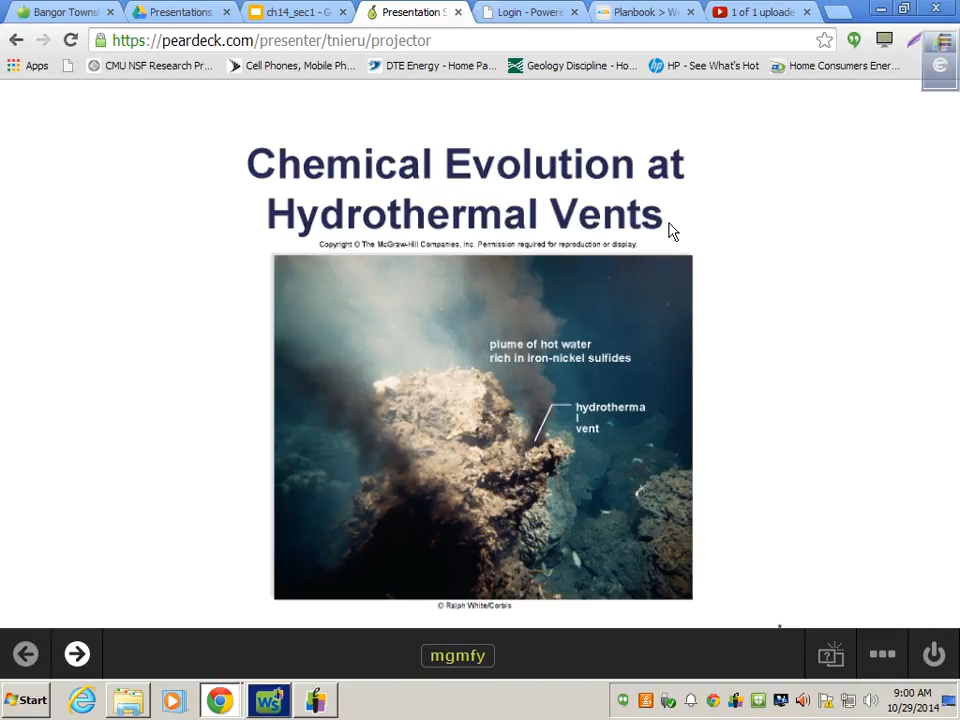 Bangor Towns
Presentations
ch14_sec1 - G
Presentation S
Login - Power
Planbook > W
1 of 1 uploade
https://peardeck.com/presenter/tnieru/projector
Apps
CMU NSF Research Pr...
Cell Phones, Mobile Ph...
DTE Energy - Home Pa...
Geology Discipline - Ho...
HP - See What's Hot
Home Consumers Ener...
Chemical Evolution at
Hydrothermal Vents
Copyright © The McGraw-Hill Companies, Inc. Permission required for reproduction or display.
plume of hot water
rich in iron-nickel sulfides
hydrotherma
l
vent
© Ralph White/Corbis
*
mgmfy
Start
9:00 AM
10/29/2014